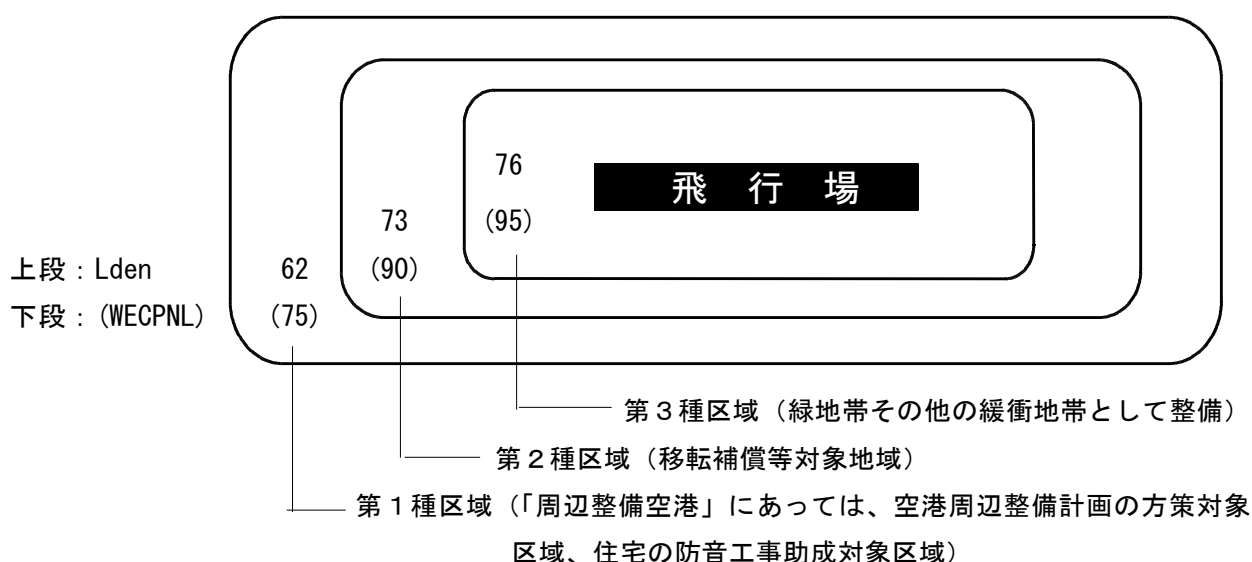 76
飛 行 場
73
(95)
上段：Lden
62
(90)
下段：(WECPNL)
(75)
第３種区域（緑地帯その他の緩衝地帯として整備）
第２種区域（移転補償等対象地域）
第１種区域（「周辺整備空港」にあっては、空港周辺整備計画の方策対象
区域、住宅の防音工事助成対象区域）